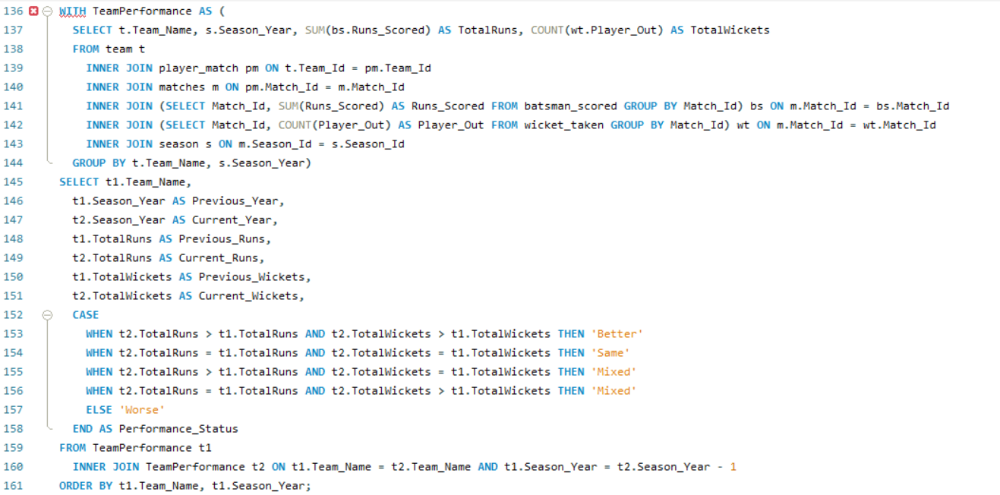 136 WITH TeamPerformance AS (
137 SELECT t.Team_Name, s.Season_Year, SUM(bs.Runs_Scored) AS TotalRuns, COUNT(wt.Player_Out) AS TotalWickets
138 FROM team t
139 INNER JOIN player_match pm ON t.Team_Id = pm.Team_Id
140 INNER JOIN matches m ON pm.Match_Id = m.Match_Id
141 INNER JOIN (SELECT Match_Id, SUM(Runs_Scored) AS Runs_Scored FROM batsman_scored GROUP BY Match_Id) bs ON m.Match_Id = bs.Match_Id
142 INNER JOIN (SELECT Match_Id, COUNT(Player_Out) AS Player_Out FROM wicket_taken GROUP BY Match_Id) wt ON m.Match_Id = wt.Match_Id
143 INNER JOIN season s ON m.Season_Id = s.Season_Id
144 GROUP BY t.Team_Name, s.Season_Year)
145 SELECT t1.Team_Name,
146 t1.Season_Year AS Previous_Year,
147 t2.Season_Year AS Current_Year,
148 t1.TotalRuns AS Previous_Runs,
149 t2.TotalRuns AS Current_Runs,
150 t1.TotalWickets AS Previous_Wickets,
151 t2.TotalWickets AS Current_Wickets,
152 CASE
153 WHEN t2.TotalRuns > t1.TotalRuns AND t2.TotalWickets > t1.TotalWickets THEN 'Better'
154 WHEN t2.TotalRuns = t1.TotalRuns AND t2.TotalWickets = t1.TotalWickets THEN 'Same'
155 WHEN t2.TotalRuns > t1.TotalRuns AND t2.TotalWickets = t1.TotalWickets THEN 'Mixed'
156 WHEN t2.TotalRuns = t1.TotalRuns AND t2.TotalWickets > t1.TotalWickets THEN 'Mixed'
157 ELSE 'Worse'
158 END AS Performance_Status
159 FROM TeamPerformance t1
160 INNER JOIN TeamPerformance t2 ON t1.Team_Name = t2.Team_Name AND t1.Season_Year = t2.Season_Year - 1
161 ORDER BY t1.Team_Name, t1.Season_Year;